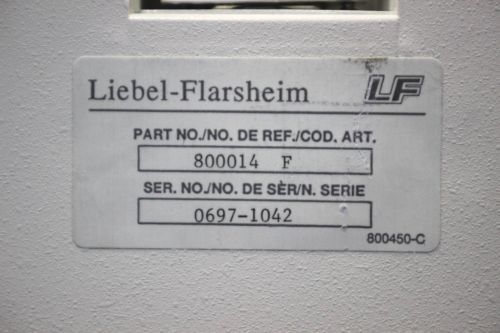 Liebel-Flarsheim LF
PART NO./NO. DE REF./COD. ART.
800014 F
SER. NO./NO. DE SÈR/N. SERIE
0697-1042
800450-C